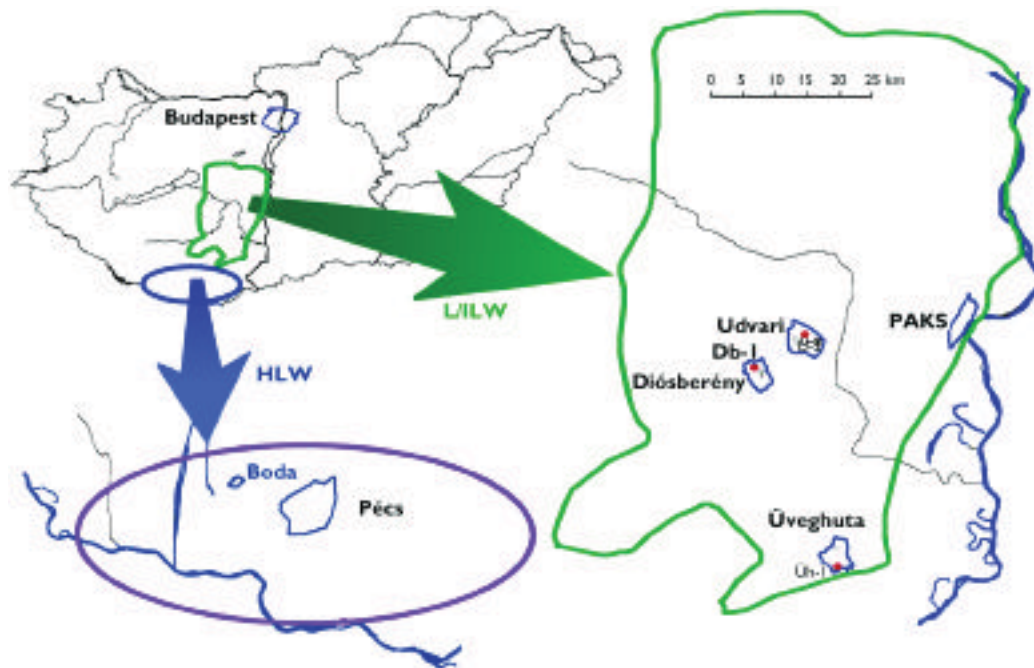 Budapest
0 5 10 15 20 25 km
L/ILW
HLW
Udvari
Db-1
Diósberény
PAKS
Boda
Pécs
Üveghuta
Üh-1